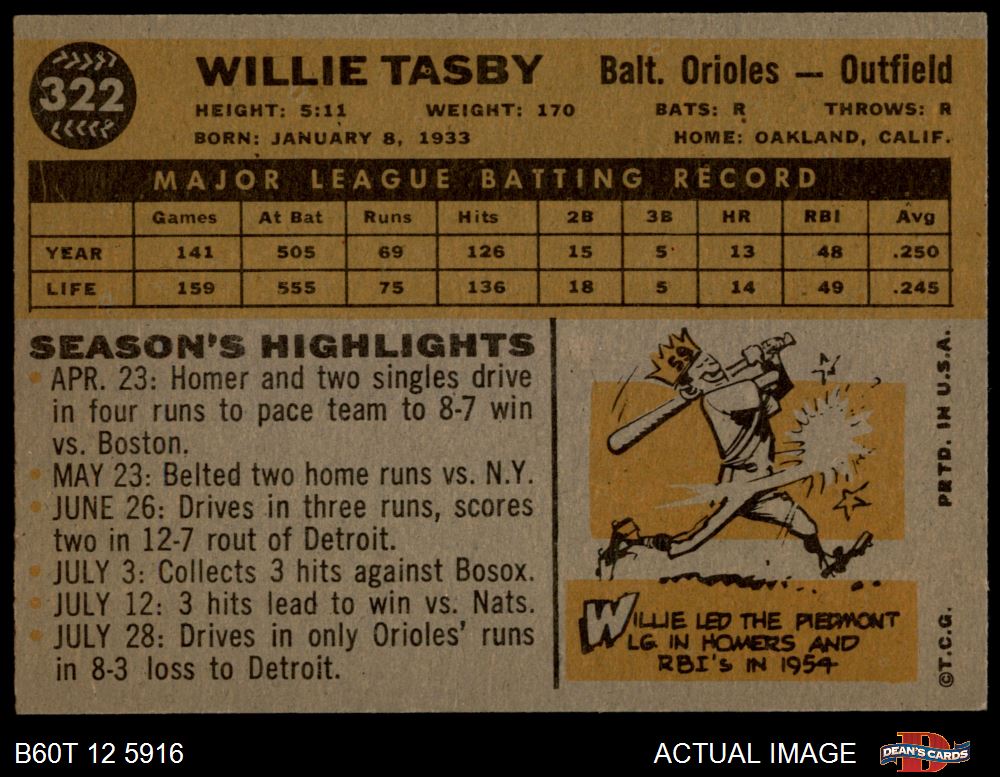 322
WILLIE TASBY Balt. Orioles — Outfield
HEIGHT: 5:11 WEIGHT: 170 BATS: R THROWS: R
BORN: JANUARY 8, 1933 HOME: OAKLAND, CALIF.
MAJOR LEAGUE BATTING RECORD
Games At Bat Runs Hits 2B 3B HR RBI Avg
YEAR 141 505 69 126 15 5 13 48 .250
LIFE 159 555 75 136 18 5 14 49 .245
SEASON'S HIGHLIGHTS
APR. 23: Homer and two singles drive
in four runs to pace team to 8-7 win
vs. Boston.
MAY 23: Belted two home runs vs. N.Y.
JUNE 26: Drives in three runs, scores
two in 12-7 rout of Detroit.
JULY 3: Collects 3 hits against Bosox.
JULY 12: 3 hits lead to win vs. Nats.
JULY 28: Drives in only Orioles' runs
in 8-3 loss to Detroit.
WILLIE LED THE PIEDMONT
LG. IN HOMERS AND
RBI'S IN 1954
©T.C.G. PRTD. IN U.S.A.
B60T 12 5916 ACTUAL IMAGE DEAN'S CARDS